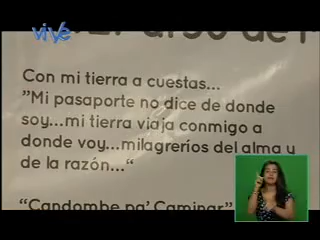 vive
Con mi tierra a cuestas...
"Mi pasaporte no dice de donde
soy...mi tierra viaja conmigo a
donde voy...milagreríos del alma y
de la razón..."
"Candombe pa' Caminar"